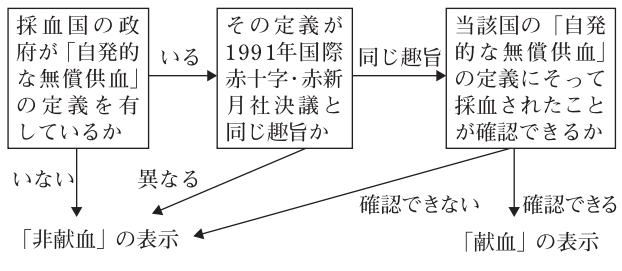 採血国の政
府が「自発的
な無償供血」
の定義を有
しているか
いる
その定義が
1991年国際
赤十字・赤新
月社決議と
同じ趣旨か
同じ趣旨
当該国の「自発
的な無償供血」
の定義にそって
採血されたこと
が確認できるか
いない
異なる
確認できない
確認できる
「非献血」の表示
「献血」の表示